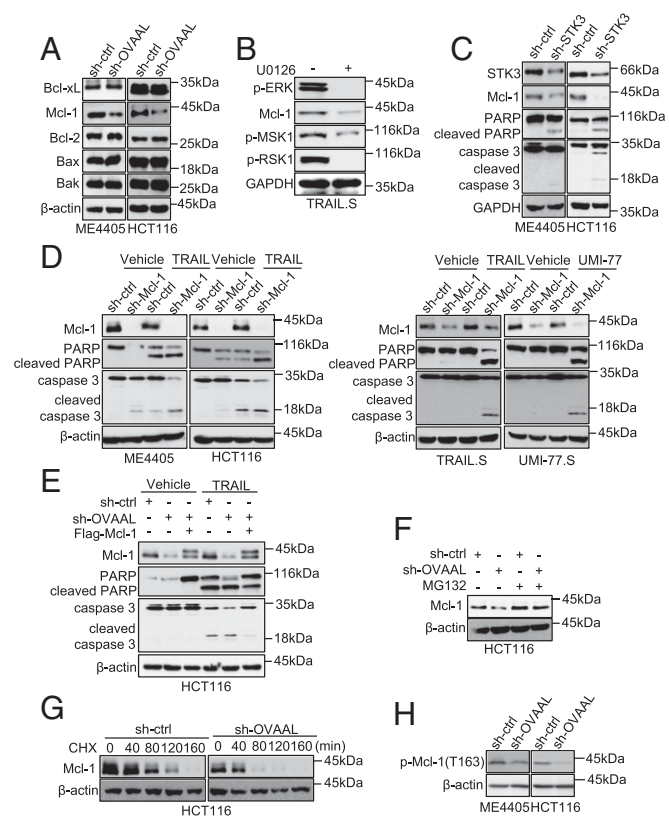 A
sh-ctrl sh-OVAAL sh-ctrl sh-OVAAL
Bcl-xL 35kDa
Mcl-1 45kDa
Bcl-2 25kDa
Bax 18kDa
Bak 25kDa
β-actin 45kDa
ME4405 HCT116
B
U0126 - +
p-ERK
Mcl-1 45kDa
p-MSK1 116kDa
p-RSK1 116kDa
GAPDH 35kDa
TRAIL.S
C
sh-ctrl sh-STK3 sh-ctrl sh-STK3
STK3 66kDa
Mcl-1 45kDa
PARP 116kDa
cleaved PARP
caspase 3 35kDa
cleaved
caspase 3 18kDa
GAPDH 35kDa
ME4405 HCT116
D
Vehicle TRAIL Vehicle TRAIL
sh-ctrl sh-Mcl-1 sh-ctrl sh-Mcl-1 sh-ctrl sh-Mcl-1 sh-ctrl sh-Mcl-1
Mcl-1 45kDa
PARP 116kDa
cleaved PARP
caspase 3 35kDa
cleaved
caspase 3 18kDa
β-actin 45kDa
ME4405 HCT116
Vehicle TRAIL Vehicle UMI-77
sh-ctrl sh-Mcl-1 sh-ctrl sh-Mcl-1 sh-ctrl sh-Mcl-1 sh-ctrl sh-Mcl-1
Mcl-1 45kDa
PARP 116kDa
cleaved PARP
caspase 3 35kDa
cleaved
caspase 3 18kDa
β-actin 45kDa
TRAIL.S UMI-77.S
E
Vehicle TRAIL
sh-ctrl + - - + - -
sh-OVAAL - + + - + +
Flag-Mcl-1 - - + - - +
Mcl-1 45kDa
PARP 116kDa
cleaved PARP
caspase 3 35kDa
cleaved
caspase 3 18kDa
β-actin 45kDa
HCT116
F
sh-ctrl + - + -
sh-OVAAL - + - +
MG132 - - + +
Mcl-1 45kDa
β-actin 45kDa
HCT116
G
sh-ctrl sh-OVAAL
CHX 0 40 80 120 160 0 40 80 120 160 (min)
Mcl-1 45kDa
β-actin 45kDa
HCT116
H
sh-ctrl sh-OVAAL sh-ctrl sh-OVAAL
p-Mcl-1(T163) 45kDa
β-actin 45kDa
ME4405 HCT116